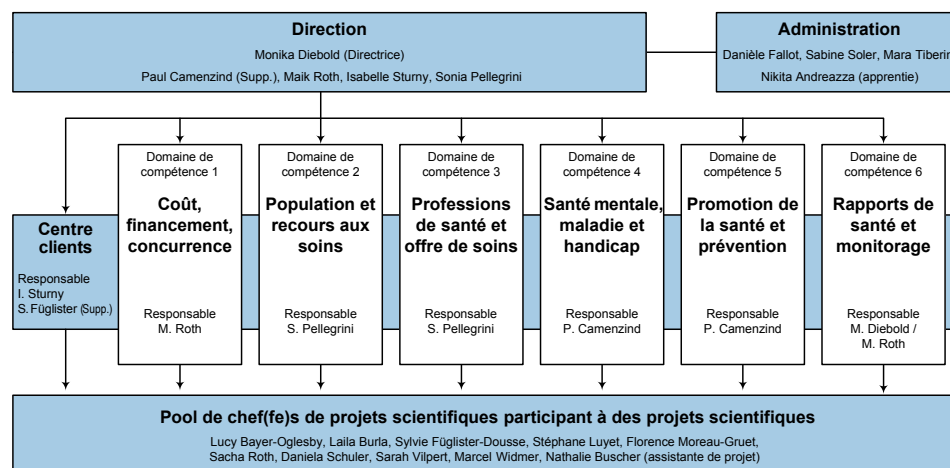 Direction
Monika Diebold (Directrice)
Paul Camenzind (Supp.), Maik Roth, Isabelle Sturny, Sonia Pellegrini
Administration
Danièle Fallot, Sabine Soler, Mara Tiberini
Nikita Andreazza (apprentie)
Centre
clients
Responsable
I. Sturny
S. Füglister (Supp.)
Domaine de
compétence 1
Coût,
financement,
concurrence
Responsable
M. Roth
Domaine de
compétence 2
Population et
recours aux
soins
Responsable
S. Pellegrini
Domaine de
compétence 3
Professions
de santé et
offre de soins
Responsable
S. Pellegrini
Domaine de
compétence 4
Santé mentale,
maladie et
handicap
Responsable
P. Camenzind
Domaine de
compétence 5
Promotion de
la santé et
prévention
Responsable
P. Camenzind
Domaine de
compétence 6
Rapports de
santé et
monitorage
Responsable
M. Diebold /
M. Roth
Pool de chef(fe)s de projets scientifiques participant à des projets scientifiques
Lucy Bayer-Oglesby, Laila Burla, Sylvie Füglister-Dousse, Stéphane Luyet, Florence Moreau-Gruet,
Sacha Roth, Daniela Schuler, Sarah Vilpert, Marcel Widmer, Nathalie Buscher (assistante de projet)